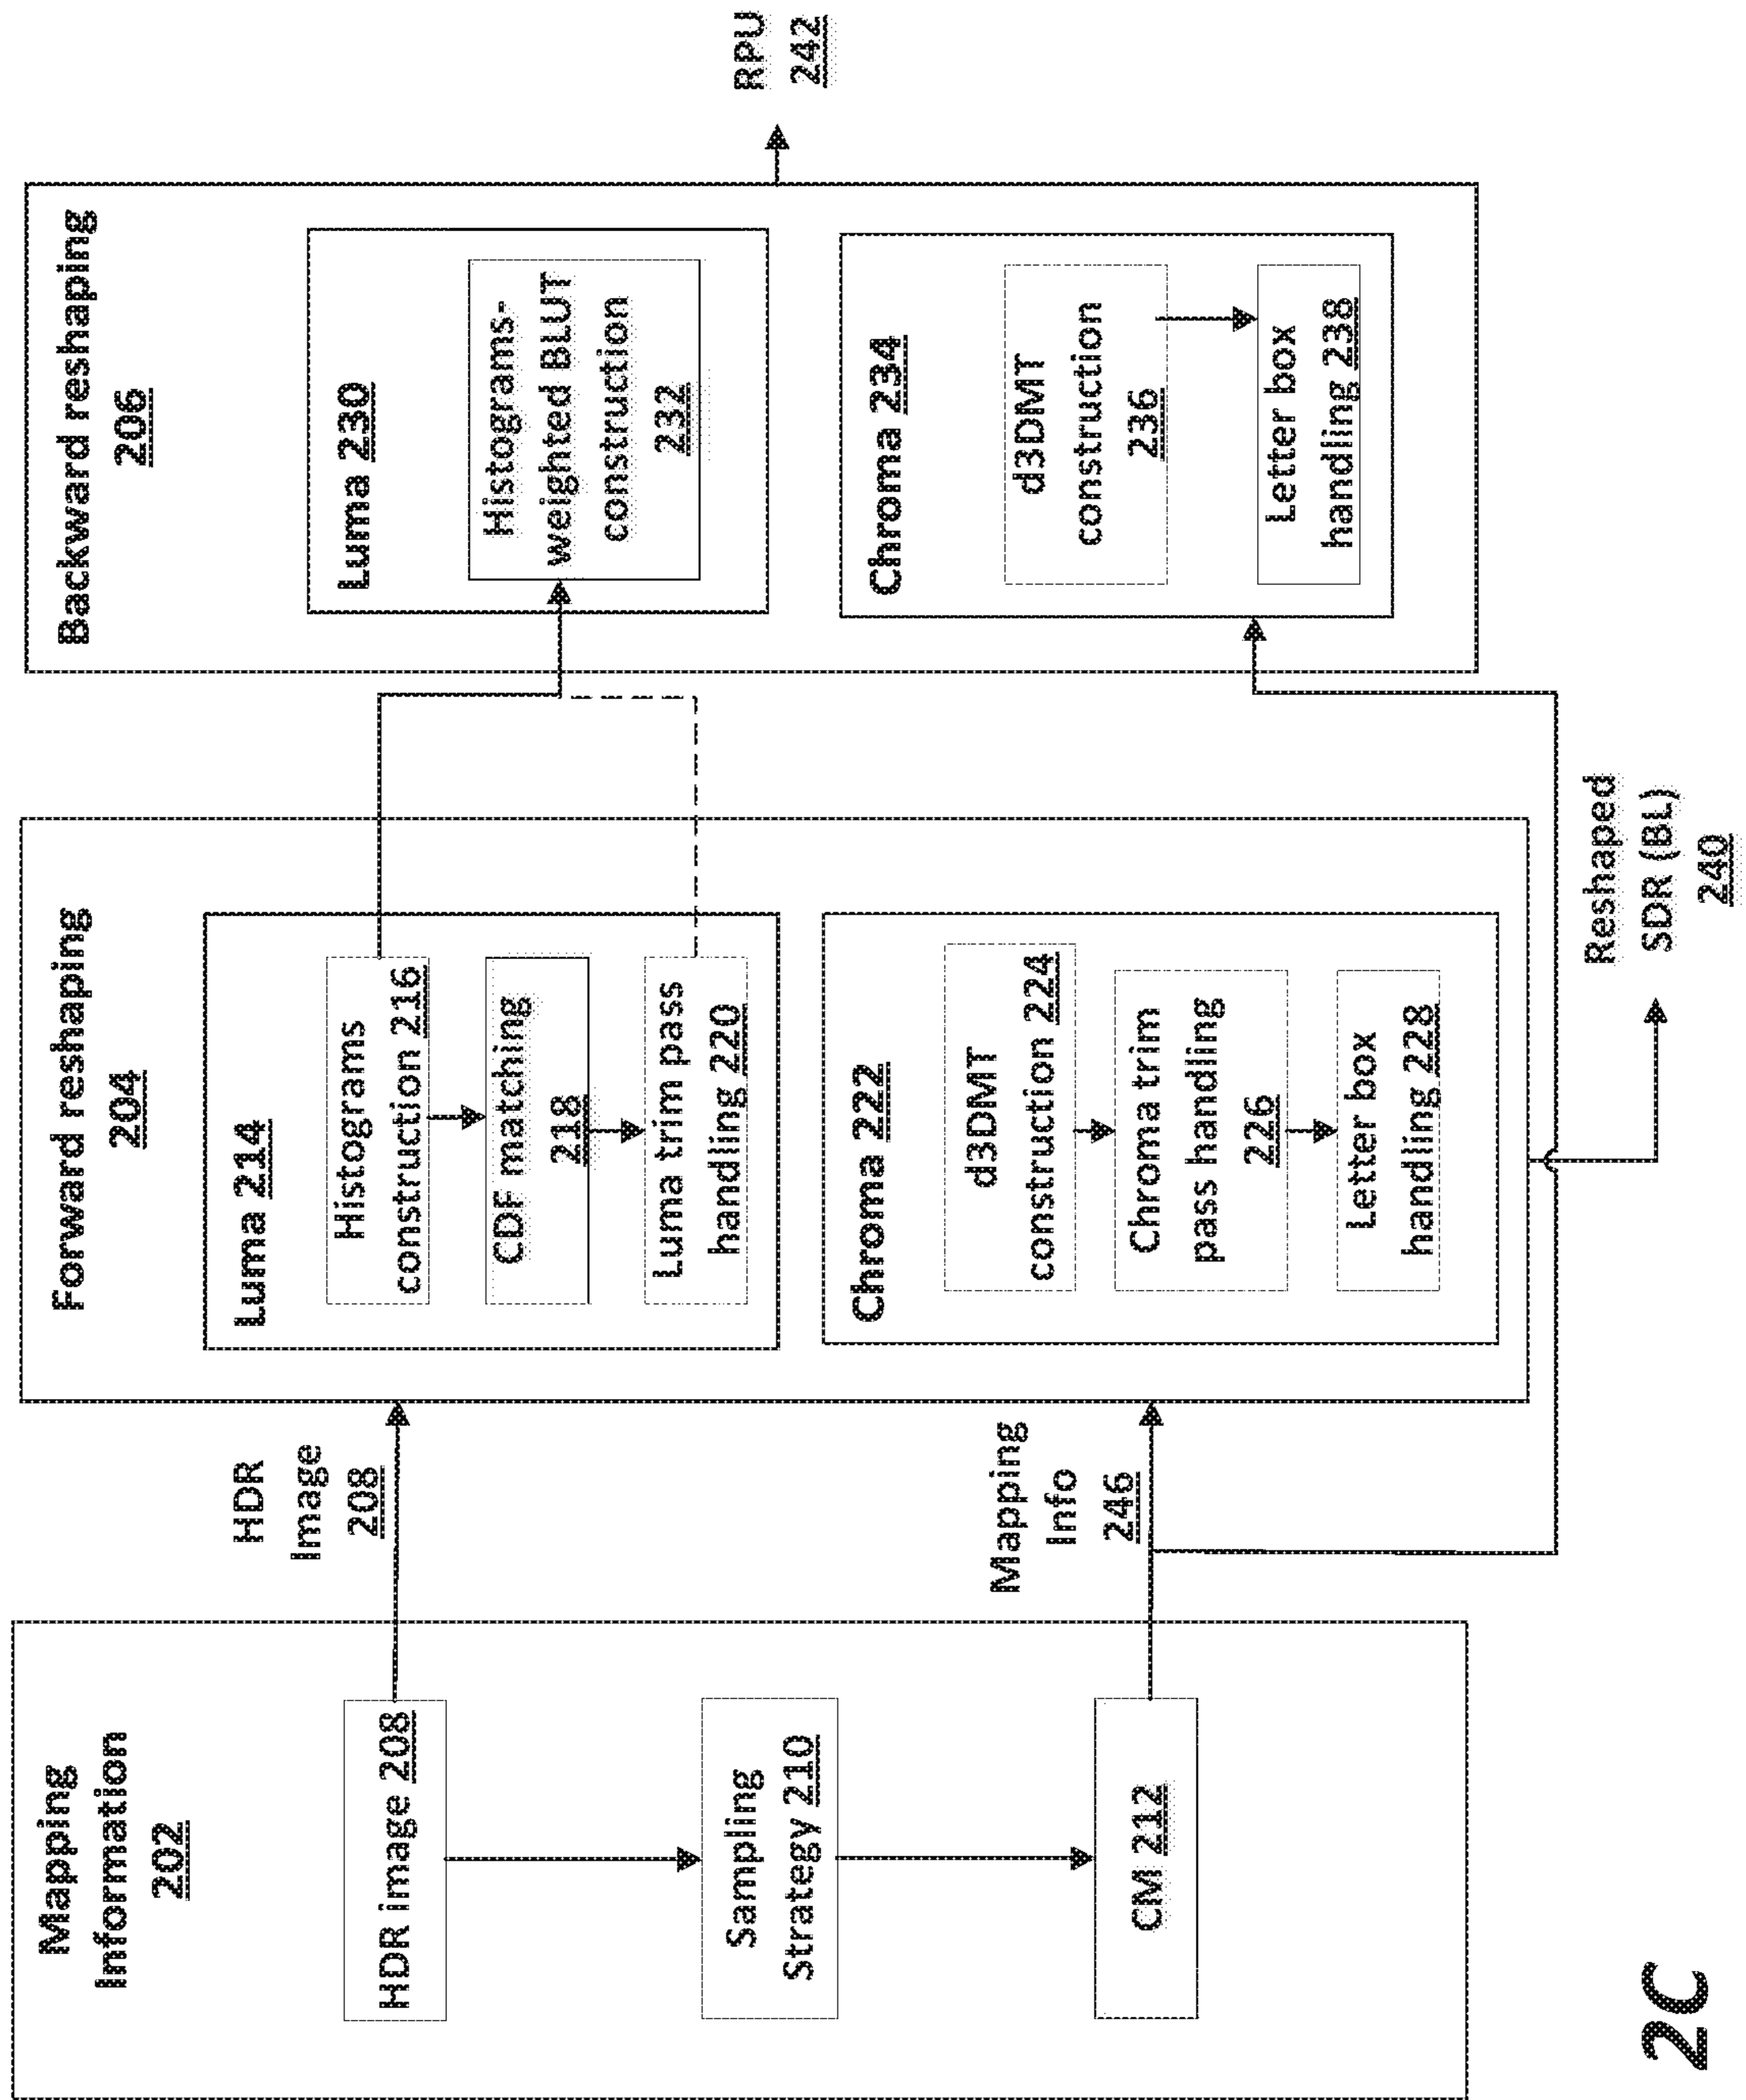 Mapping
Information
202
HDR image 208
Sampling
Strategy 210
CM 212
HDR
Image
208
Mapping
Info
246
Forward reshaping
204
Luma 214
Histograms
construction 216
CDF matching
218
Luma trim pass
handling 220
Chroma 222
d3DMT
construction 224
Chroma trim
pass handling
226
Letter box
handling 228
Reshaped
SDR (BL)
240
Backward reshaping
206
Luma 230
Histograms-
weighted BLUT
construction
232
Chroma 234
d3DMT
construction
236
Letter box
handling 238
RPU
242
2C